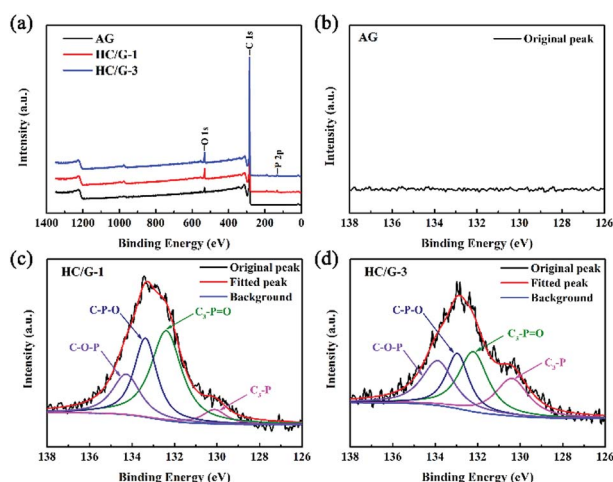 (a)
AG
HC/G-1
HC/G-3
C 1s
O 1s
P 2p
Intensity (a.u.)
1400 1200 1000 800 600 400 200 0
Binding Energy (eV)
(b)
AG
Original peak
Intensity (a.u.)
138 136 134 132 130 128 126
Binding Energy (eV)
(c)
HC/G-1
Original peak
Fitted peak
Background
C-P-O
C₃-P=O
C-O-P
C₃-P
Intensity (a.u.)
138 136 134 132 130 128 126
Binding Energy (eV)
(d)
HC/G-3
Original peak
Fitted peak
Background
C-P-O
C₃-P=O
C-O-P
C₃-P
Intensity (a.u.)
138 136 134 132 130 128 126
Binding Energy (eV)